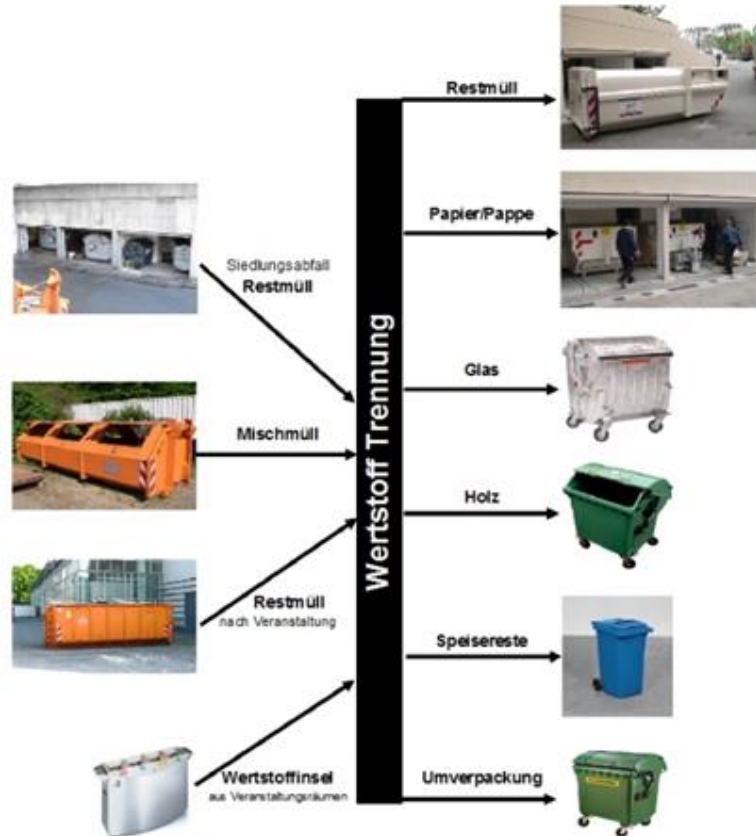 Restmüll
Papier/Pappe
Siedlungsabfall
Restmüll
Glas
Mischmüll
Wertstoff Trennung
Holz
Restmüll
nach Veranstaltung
Speisereste
Wertstoffinsel
aus Veranstaltungsräumen
Umverpackung